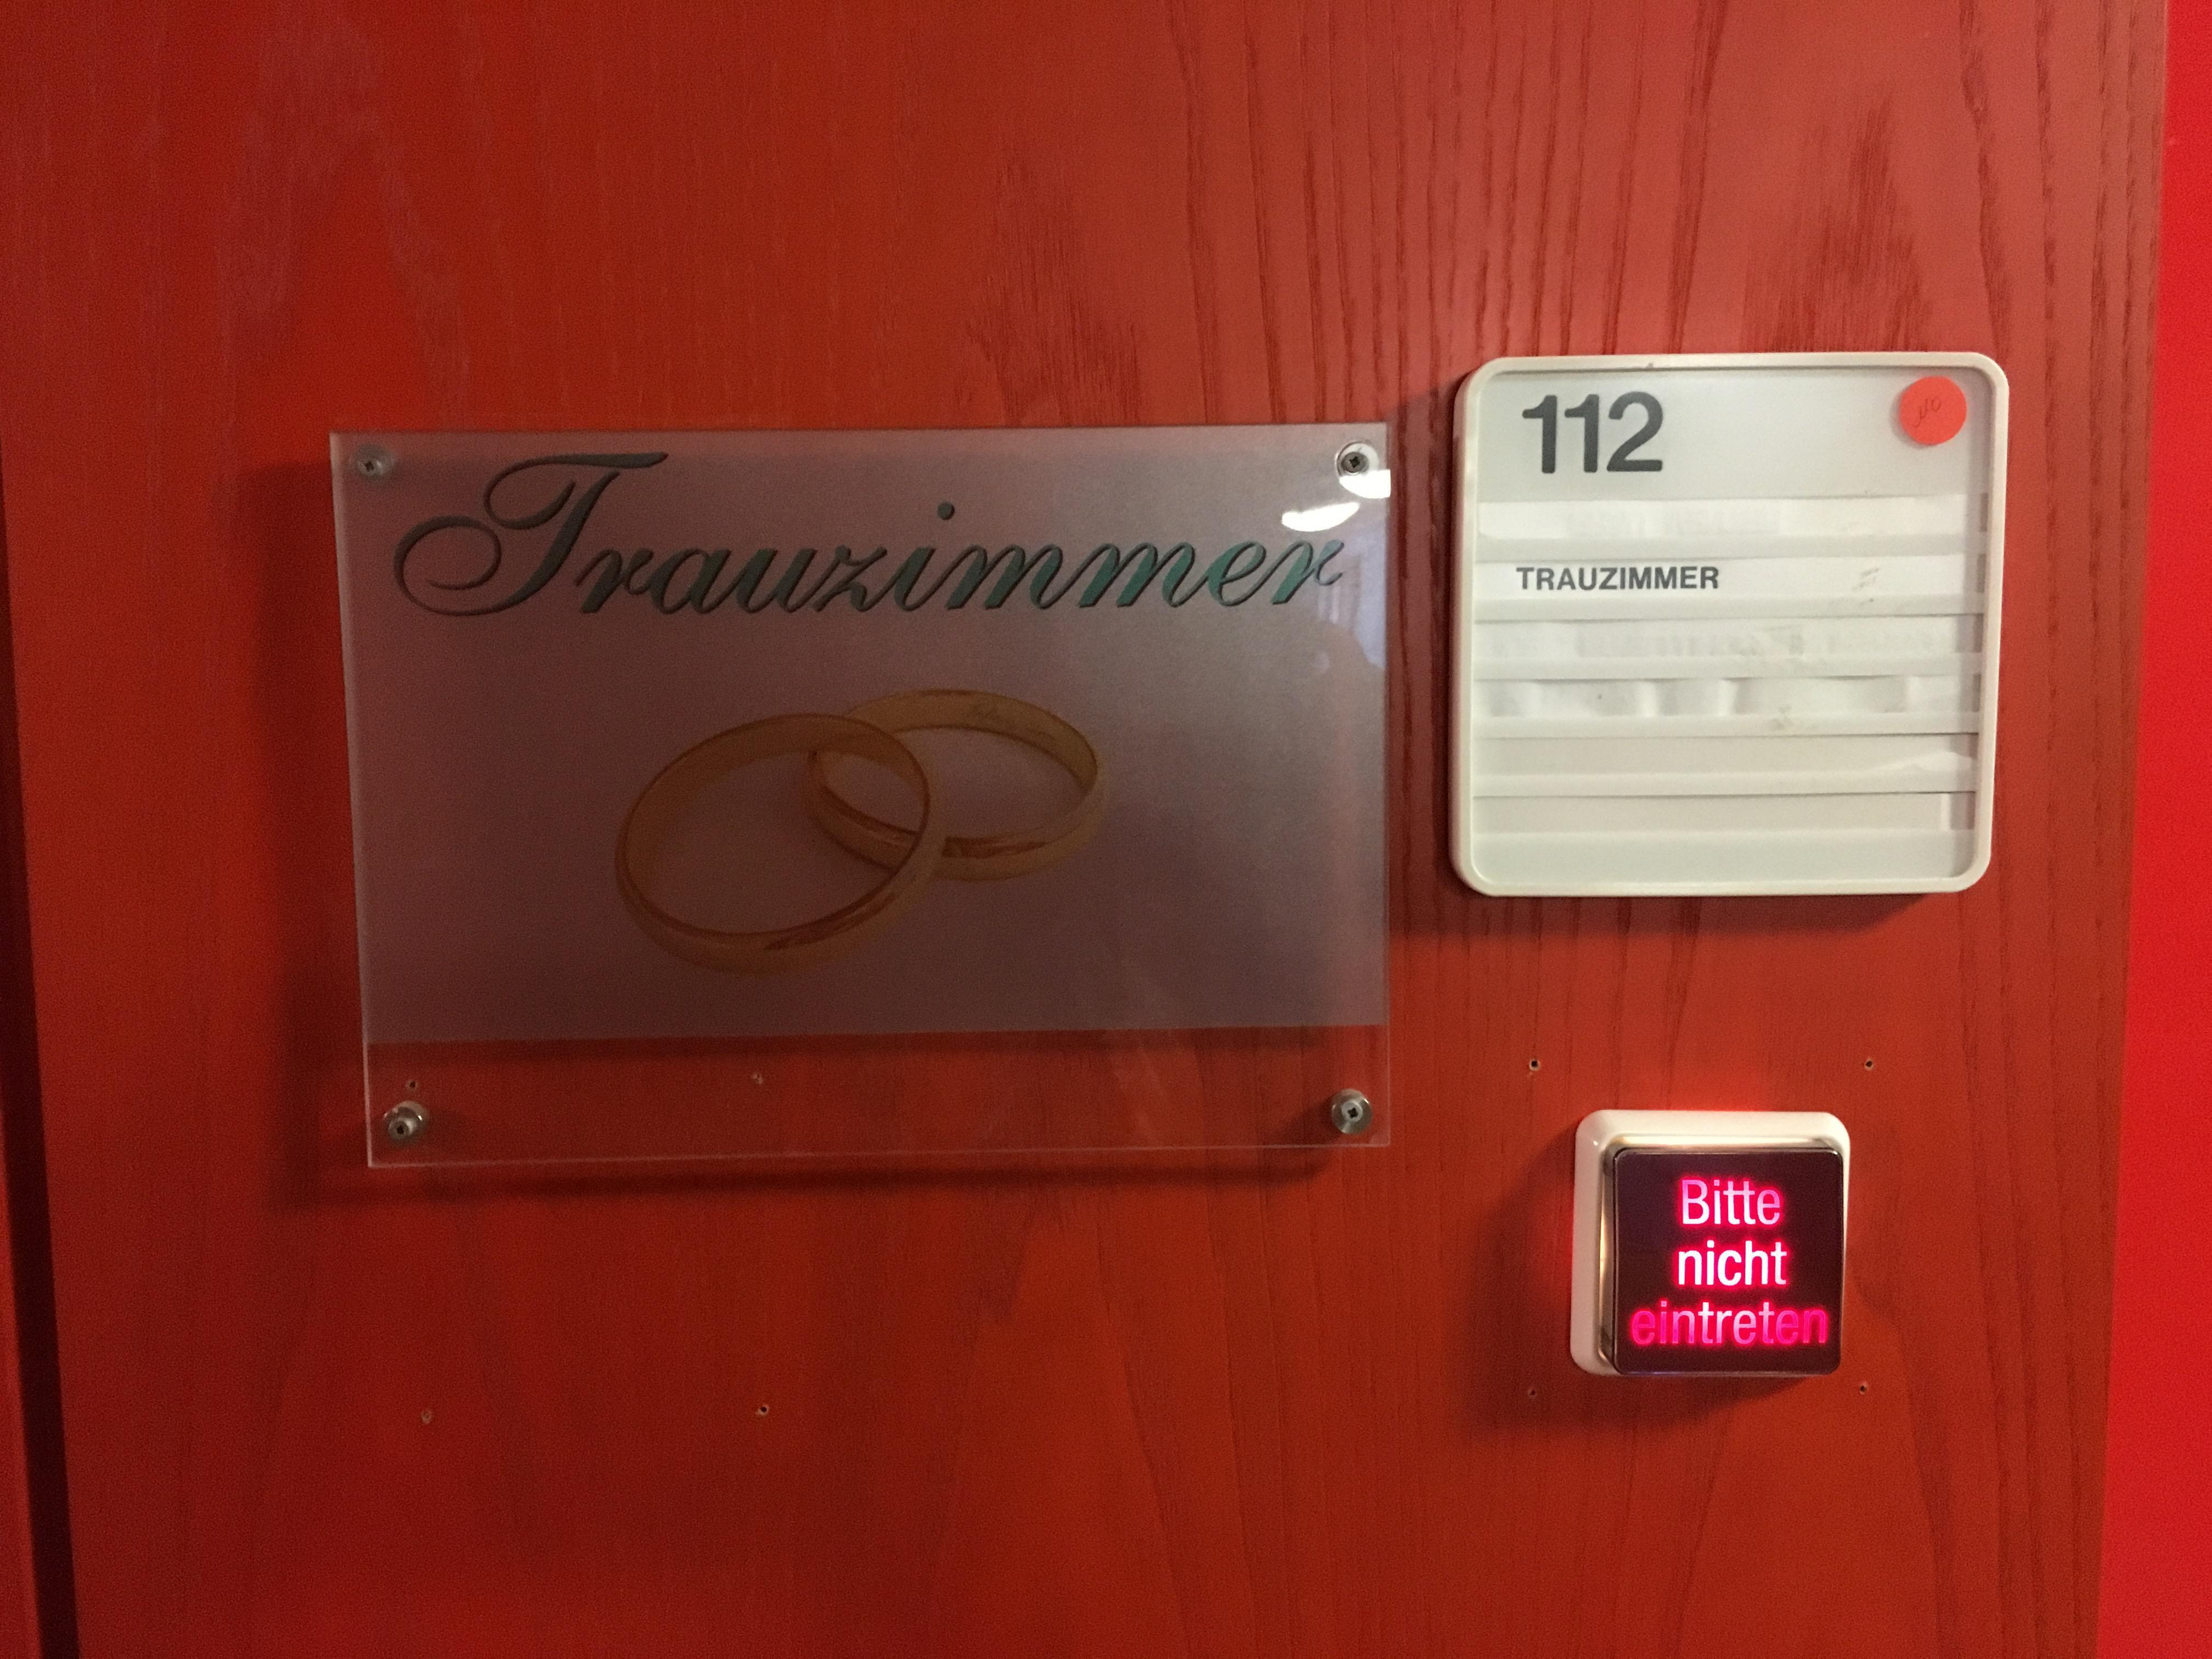 Trauzimmer
112
TRAUZIMMER
Bitte
nicht
eintreten